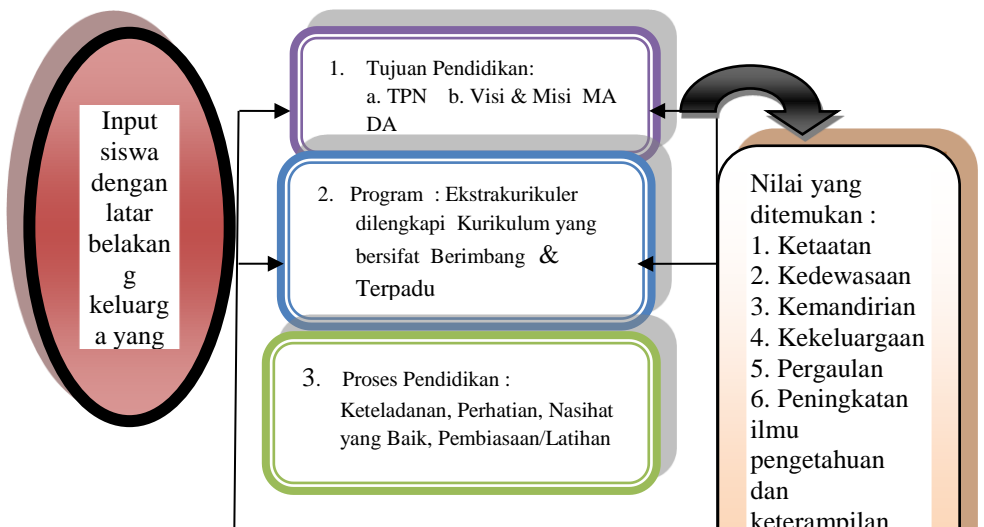 Input
siswa
dengan
latar
belakan
g
keluarg
a yang
1. Tujuan Pendidikan:
a. TPN b. Visi & Misi MA
DA
2. Program : Ekstrakurikuler
dilengkapi Kurikulum yang
bersifat Berimbang &
Terpadu
3. Proses Pendidikan :
Keteladanan, Perhatian, Nasihat
yang Baik, Pembiasaan/Latihan
Nilai yang
ditemukan :
1. Ketaatan
2. Kedewasaan
3. Kemandirian
4. Kekeluargaan
5. Pergaulan
6. Peningkatan
ilmu
pengetahuan
dan
keterampilan